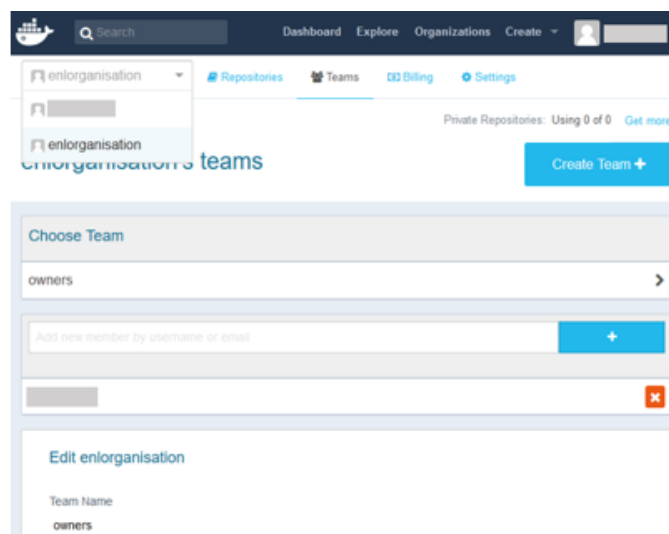 Search
Dashboard Explore Organizations Create
enlorganisation
Repositories Teams Billing Settings
enlorganisation
Private Repositories: Using 0 of 0 Get more
enlorganisation's teams
Create Team +
Choose Team
owners
Add new member by username or email
+
Edit enlorganisation
Team Name
owners